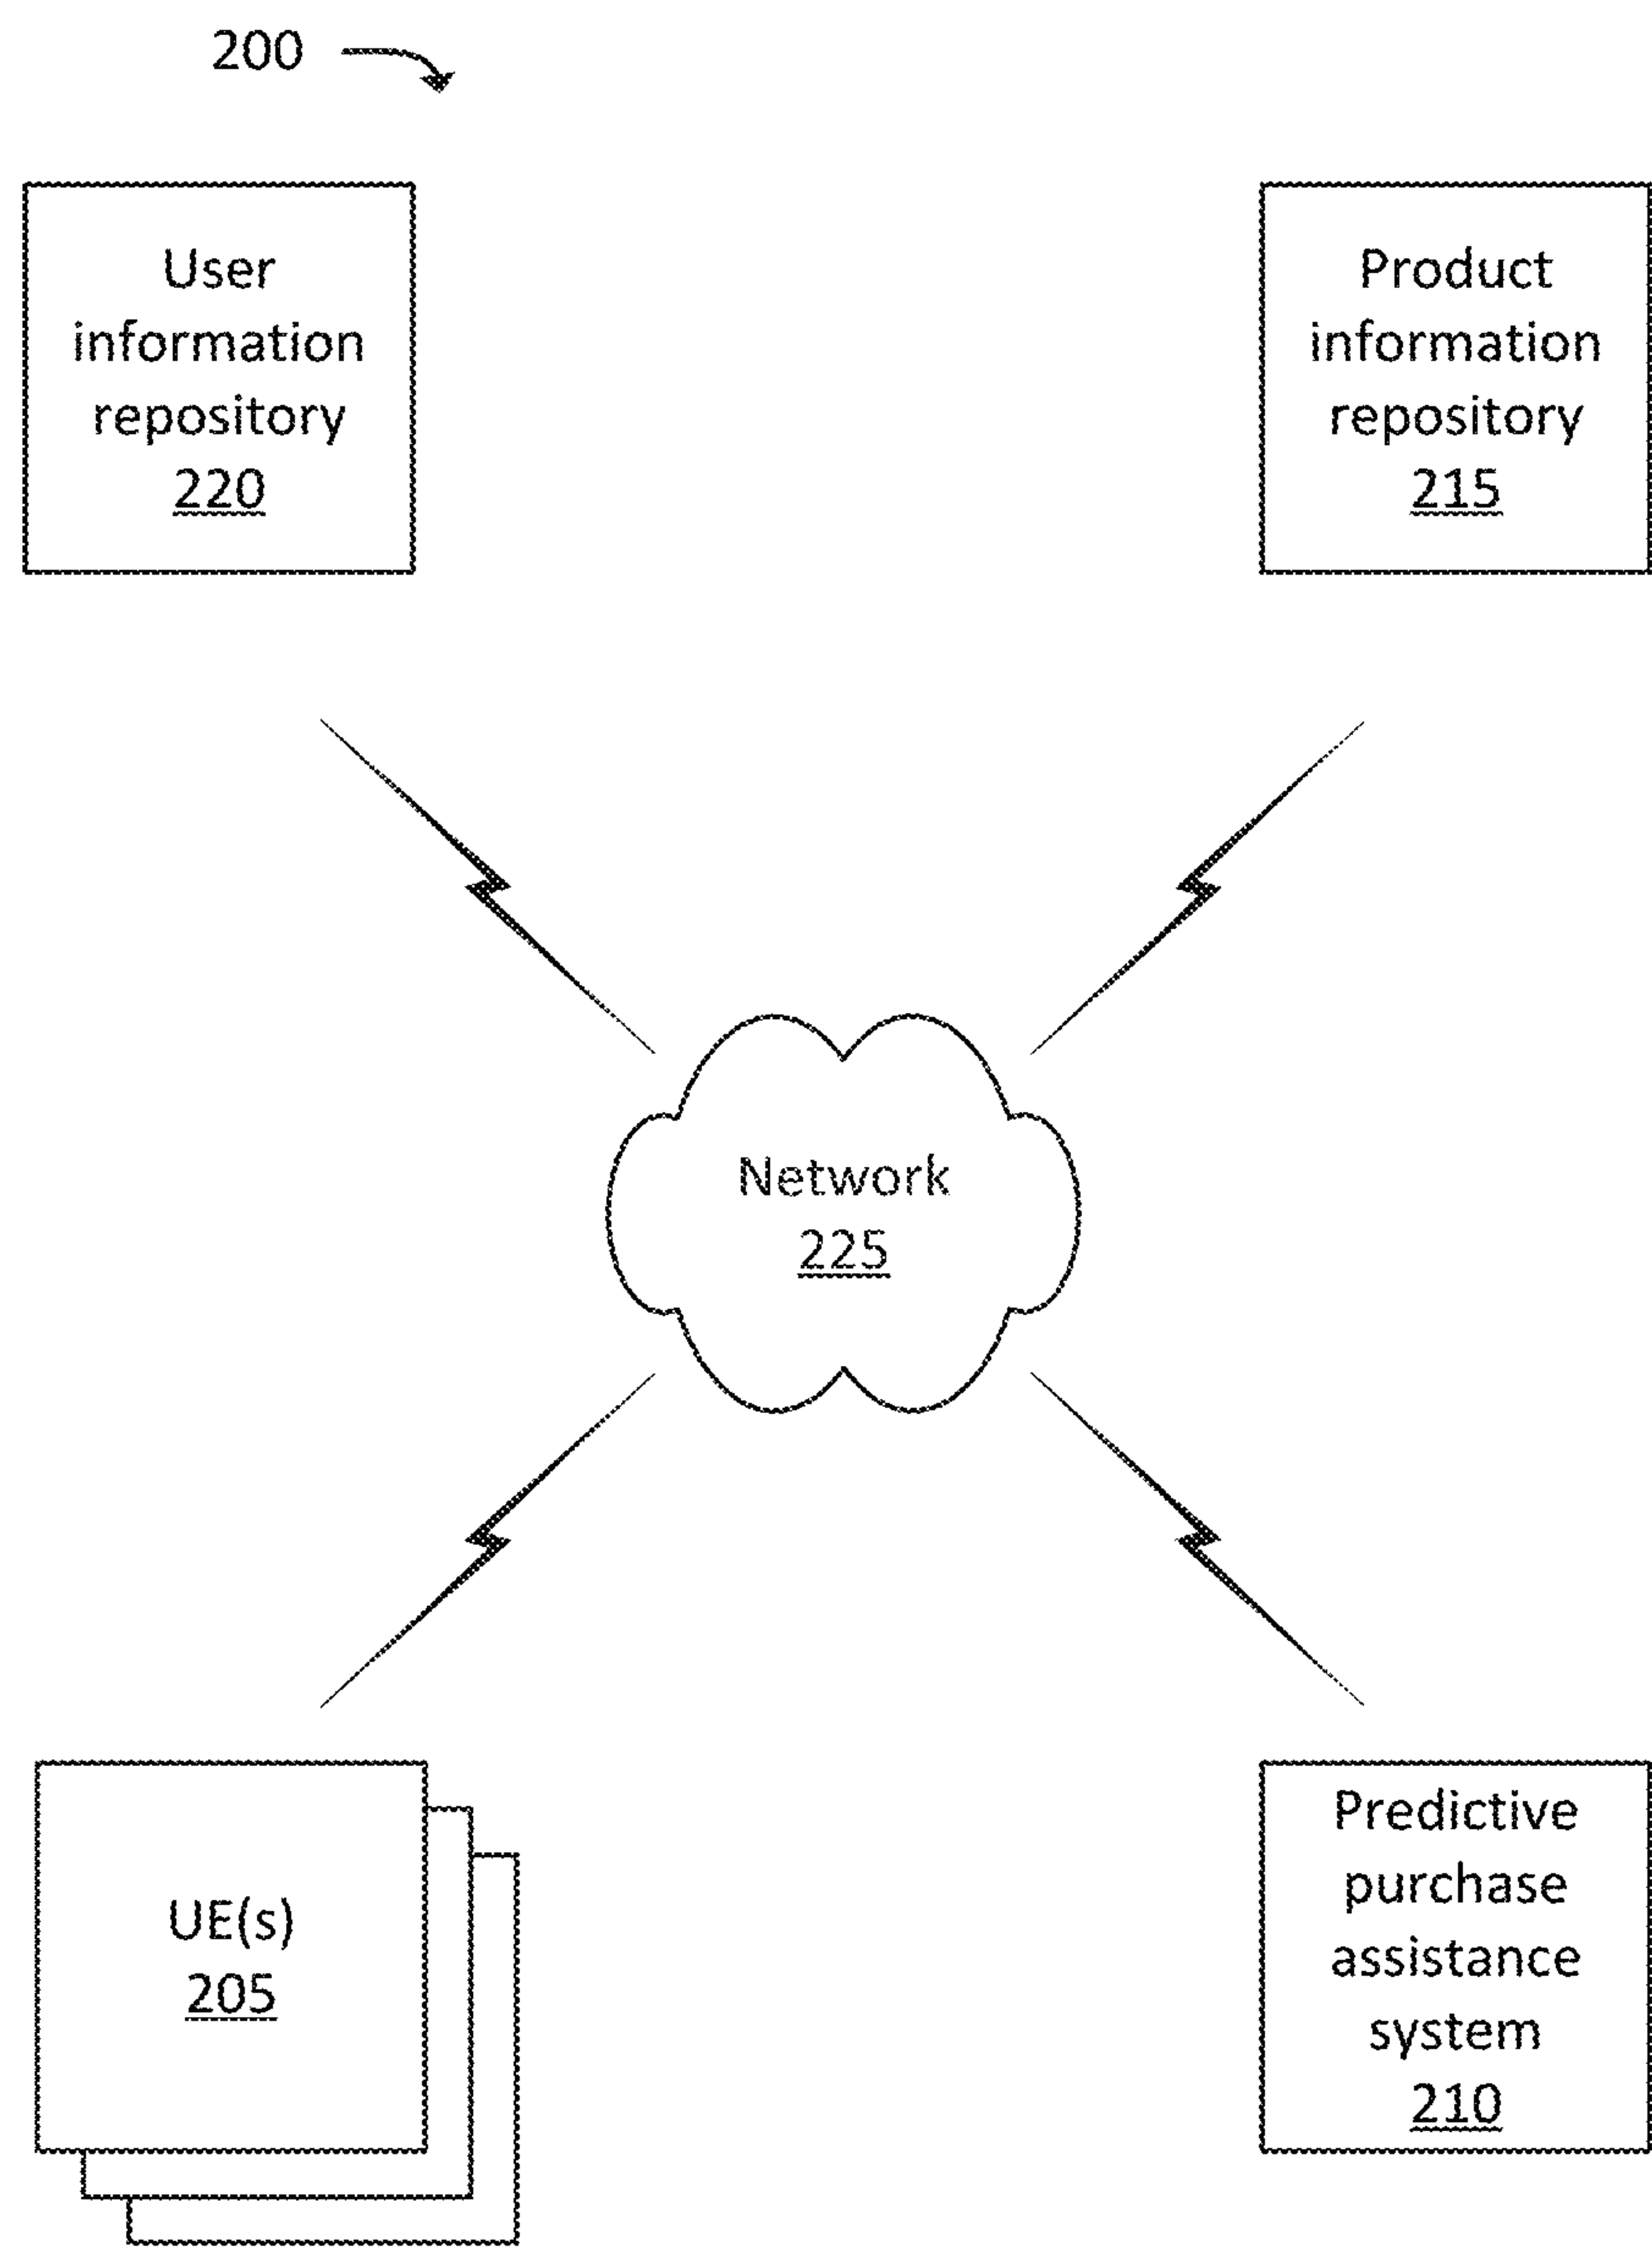 200
User
information
repository
220
Product
information
repository
215
Network
225
UE(s)
205
Predictive
purchase
assistance
system
210